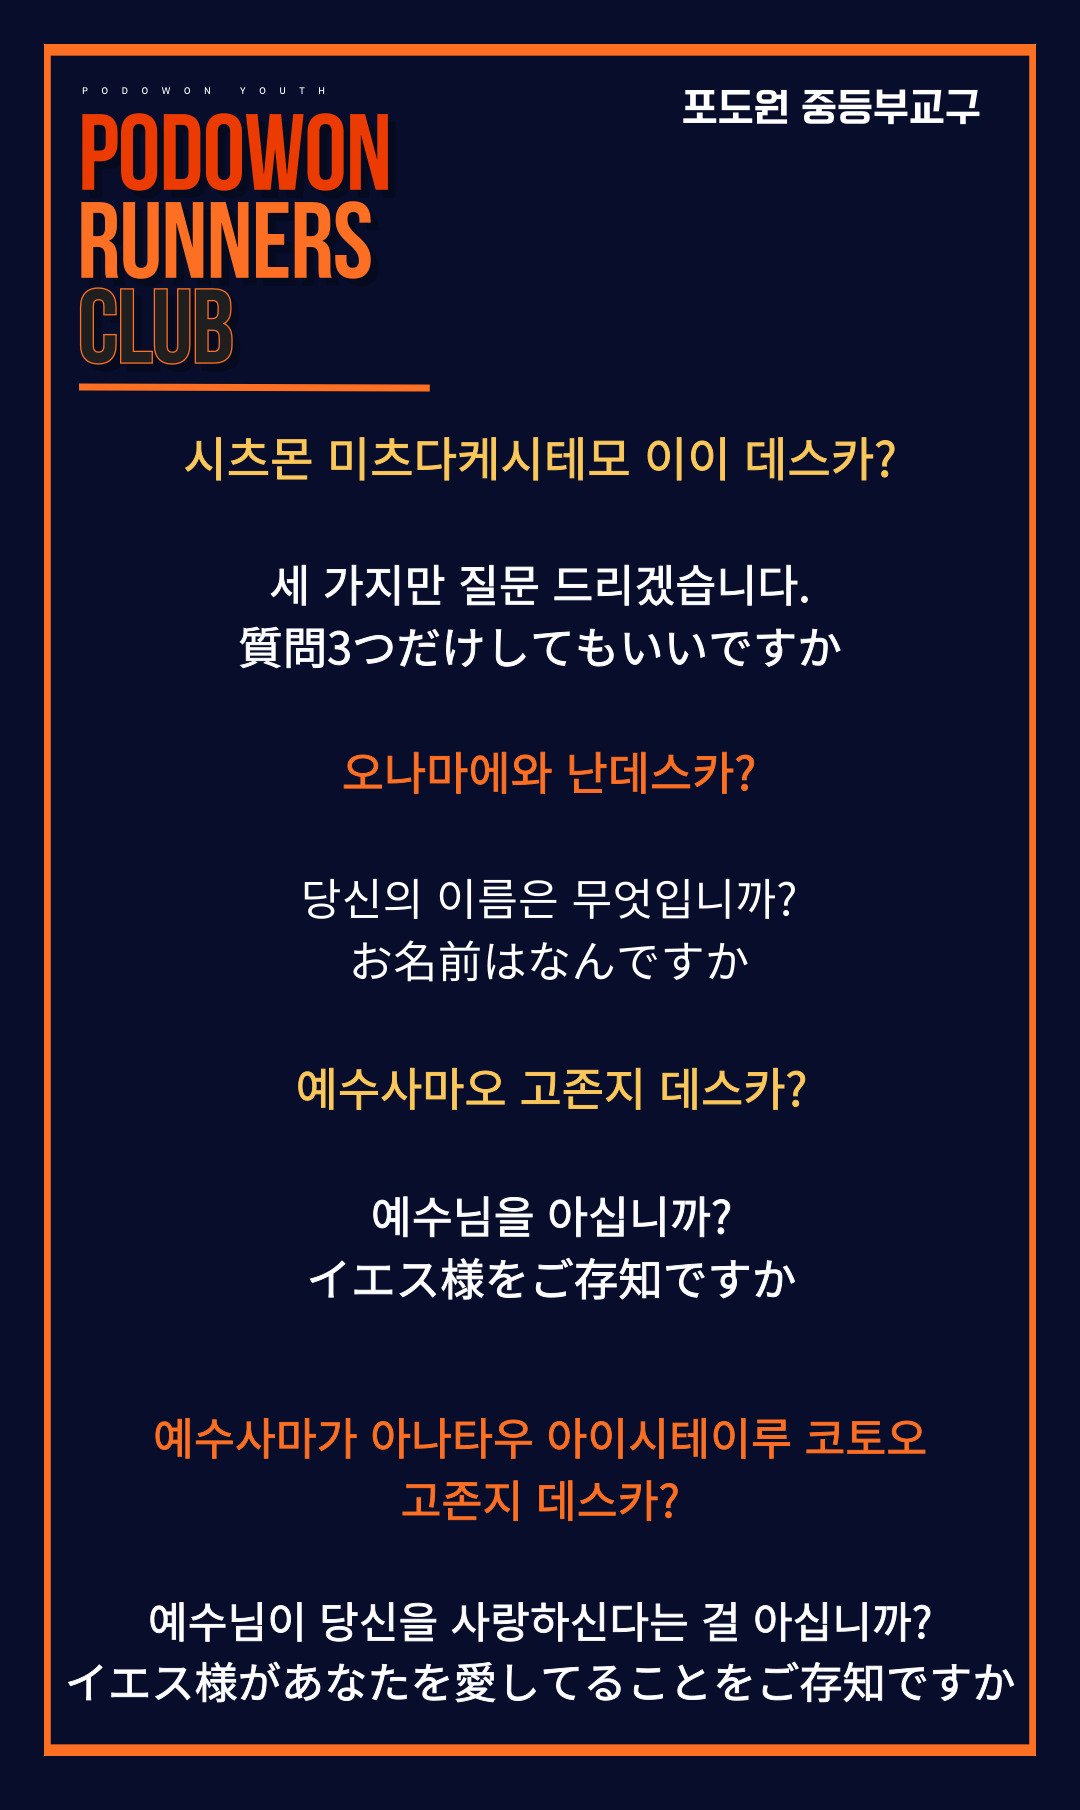 PODOWON YOUTH
포도원 중등부교구
PODOWON
RUNNERS
CLUB
시츠몬 미츠다케시테모 이이 데스카?
세 가지만 질문 드리겠습니다.
質問3つだけしてもいいですか
오나마에와 난데스카?
당신의 이름은 무엇입니까?
お名前はなんですか
예수사마오 고존지 데스카?
예수님을 아십니까?
イエス様をご存知ですか
예수사마가 아나타우 아이시테이루 코토오
고존지 데스카?
예수님이 당신을 사랑하신다는 걸 아십니까?
イエス様があなたを愛してることをご存知ですか